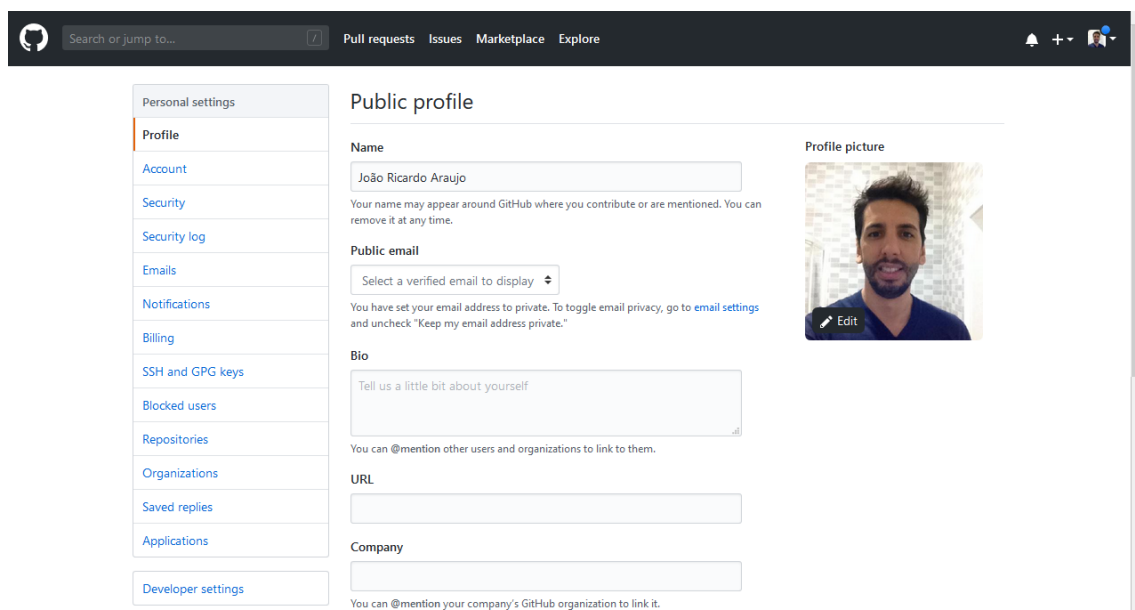 Search or jump to... /
Pull requests Issues Marketplace Explore
Personal settings
Profile
Account
Security
Security log
Emails
Notifications
Billing
SSH and GPG keys
Blocked users
Repositories
Organizations
Saved replies
Applications
Developer settings
Public profile
Name
João Ricardo Araujo
Your name may appear around GitHub where you contribute or are mentioned. You can
remove it at any time.
Public email
Select a verified email to display
You have set your email address to private. To toggle email privacy, go to email settings
and uncheck "Keep my email address private."
Bio
Tell us a little bit about yourself
You can @mention other users and organizations to link to them.
URL
Company
You can @mention your company's GitHub organization to link it.
Profile picture
Edit